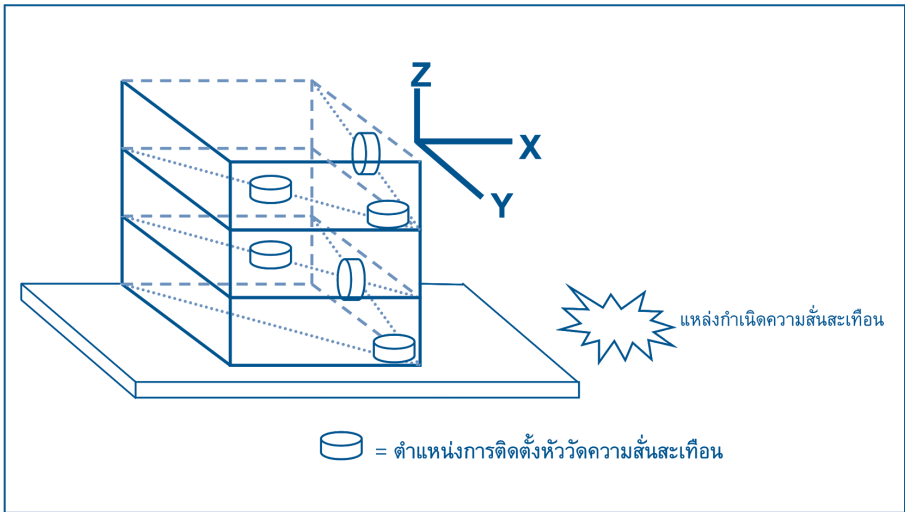 Z
X
Y
แหล่งกำเนิดความสั่นสะเทือน
= ตำแหน่งการติดตั้งหัววัดความสั่นสะเทือน